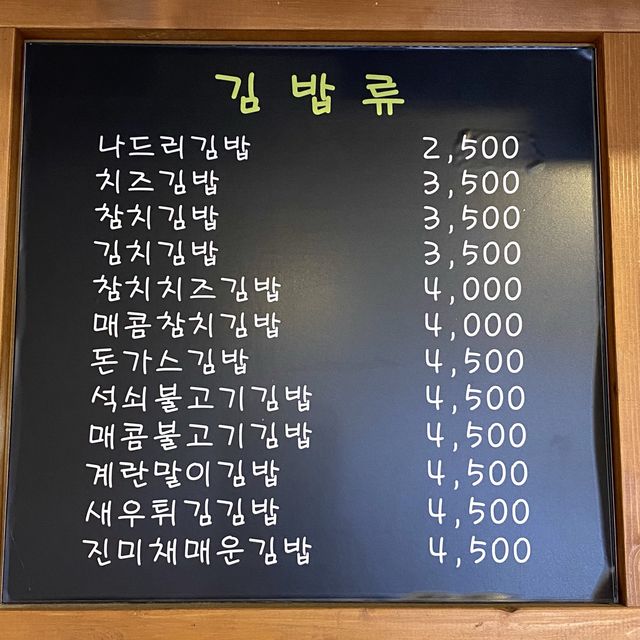 김밥류
나드리김밥 2,500
치즈김밥 3,500
참치김밥 3,500
김치김밥 3,500
참치치즈김밥 4,000
매콤참치김밥 4,000
돈가스김밥 4,500
석쇠불고기김밥 4,500
매콤불고기김밥 4,500
계란말이김밥 4,500
새우튀김김밥 4,500
진미채매운김밥 4,500